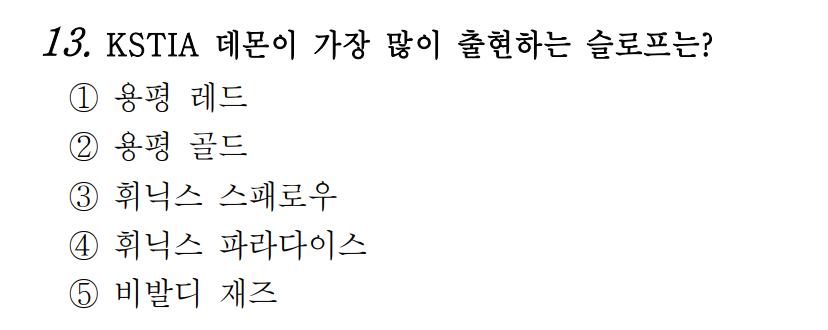 13. KSTIA 데몬이 가장 많이 출현하는 슬로프는?
① 용평 레드
② 용평 골드
③ 휘닉스 스패로우
④ 휘닉스 파라다이스
⑤ 비발디 재즈